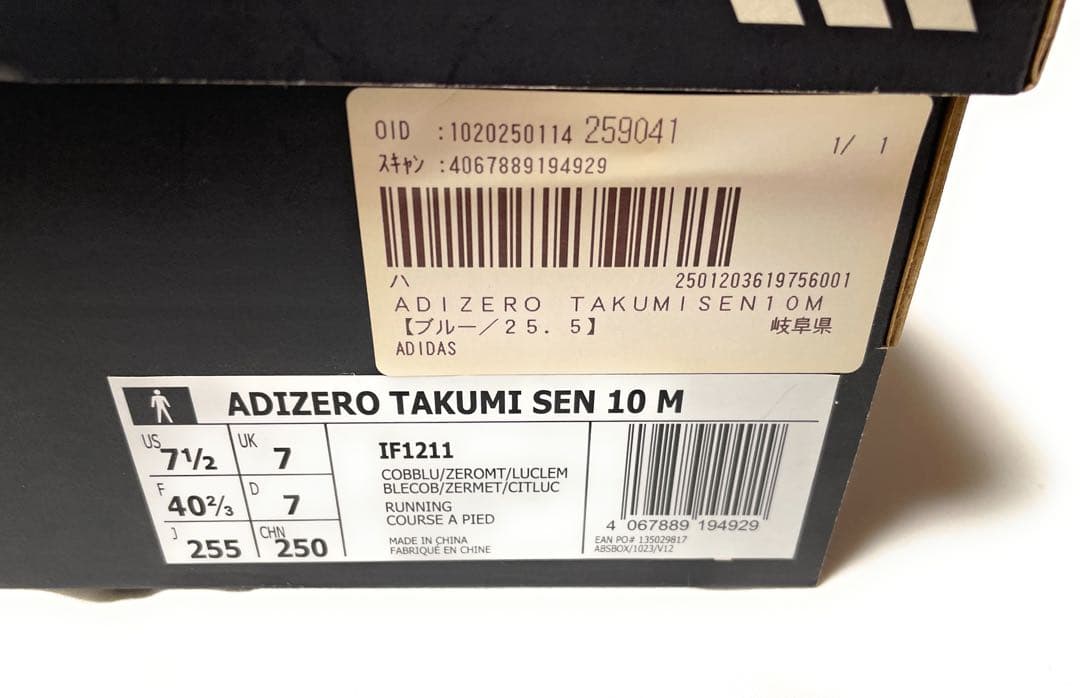 OID :1020250114 259041
1/ 1
スキャン :4067889194929
ハ 2501203619756001
ADIZERO TAKUMISEN10M
【ブルー/25.5】 岐阜県
ADIDAS
ADIZERO TAKUMI SEN 10 M
US 7½ UK 7
F 40⅔ D 7
J 255 CHN 250
IF1211
COBBLU/ZEROMT/LUCLEM
BLECOB/ZERMET/CITLUC
RUNNING
COURSE A PIED
MADE IN CHINA
FABRIQUÉ EN CHINE
4 067889 194929
EAN PO# 135029817
ABSBOX/1023/V12